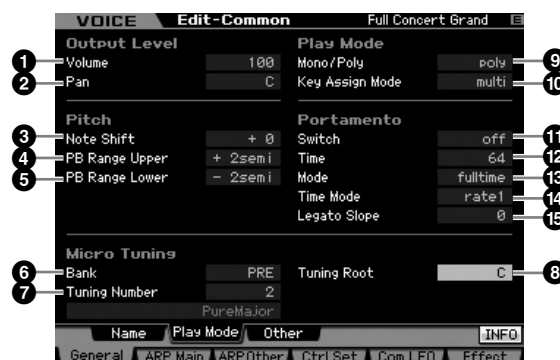 VOICE Edit-Common Full Concert Grand E
Output Level Play Mode
1 Volume 100 Mono/Poly poly 9
2 Pan C Key Assign Mode multi 10
Pitch Portamento
3 Note Shift + 0 Switch off 11
4 PB Range Upper + 2semi Time 64 12
5 PB Range Lower - 2semi Mode fulltime 13
Time Mode rate1 14
Legato Slope 0 15
Micro Tuning
6 Bank PRE Tuning Root C 8
7 Tuning Number 2
PureMajor
Name Play Mode Other INFO
General ARP Main ARP Other Ctrl Set Com LFO Effect